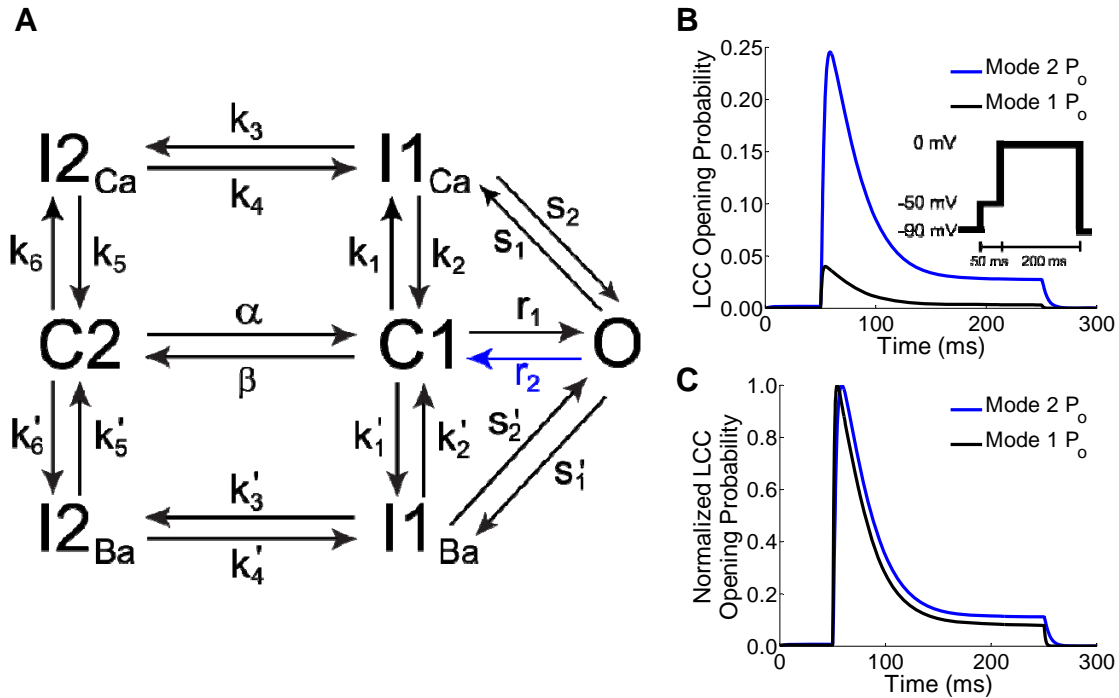 A
I2Ca
k3
k4
I1Ca
k6
k5
k1
k2
s2
s1
C2
α
β
C1
r1
r2
O
k6'
k5'
k1'
k2'
s2'
s1'
I2Ba
k3'
k4'
I1Ba
B
LCC Opening Probability
0.25
0.20
0.15
0.10
0.05
0.00
Mode 2 Po
Mode 1 Po
0 mV
-50 mV
-90 mV
50 ms
200 ms
0
100
200
300
Time (ms)
C
Normalized LCC
Opening Probability
1.0
0.8
0.6
0.4
0.2
0.0
Mode 2 Po
Mode 1 Po
0
100
200
300
Time (ms)